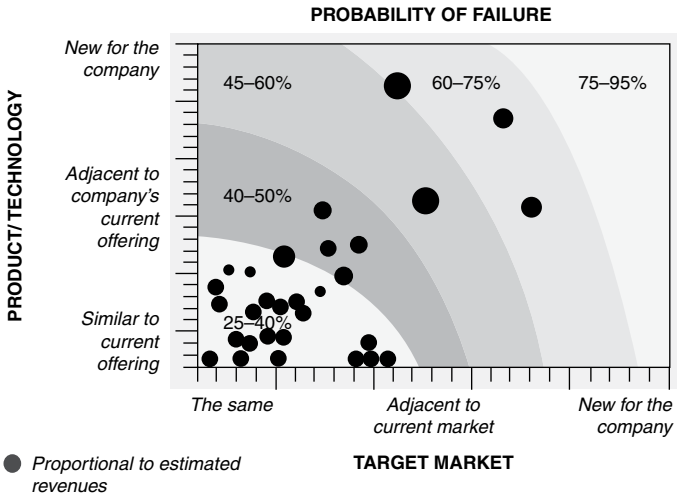 PROBABILITY OF FAILURE
New for the
company
45–60%
60–75%
75–95%
PRODUCT/TECHNOLOGY
Adjacent to
company's
current
offering
40–50%
Similar to
current
offering
25–40%
The same
Adjacent to
current market
New for the
company
TARGET MARKET
Proportional to estimated
revenues